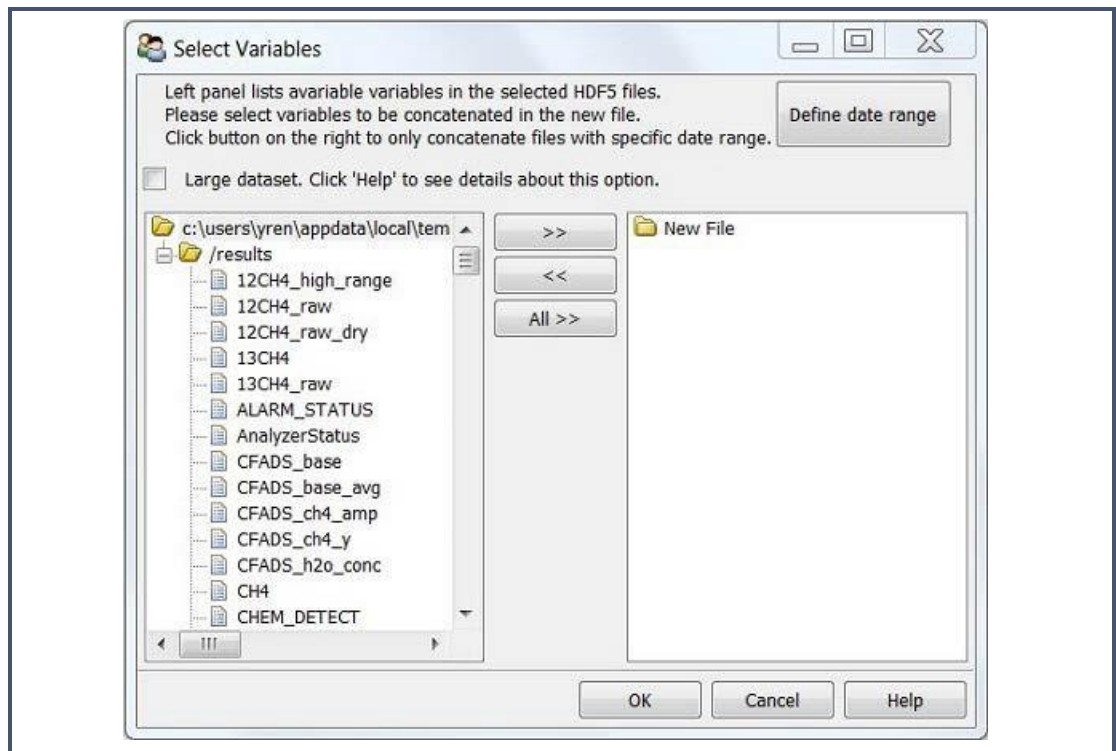 Select Variables
Left panel lists avariable variables in the selected HDF5 files.
Please select variables to be concatenated in the new file.
Click button on the right to only concatenate files with specific date range.
Define date range
Large dataset. Click 'Help' to see details about this option.
c:\users\yren\appdata\local\tem
/results
12CH4_high_range
12CH4_raw
12CH4_raw_dry
13CH4
13CH4_raw
ALARM_STATUS
AnalyzerStatus
CFADS_base
CFADS_base_avg
CFADS_ch4_amp
CFADS_ch4_y
CFADS_h2o_conc
CH4
CHEM_DETECT
>>
<<
All >>
New File
OK
Cancel
Help